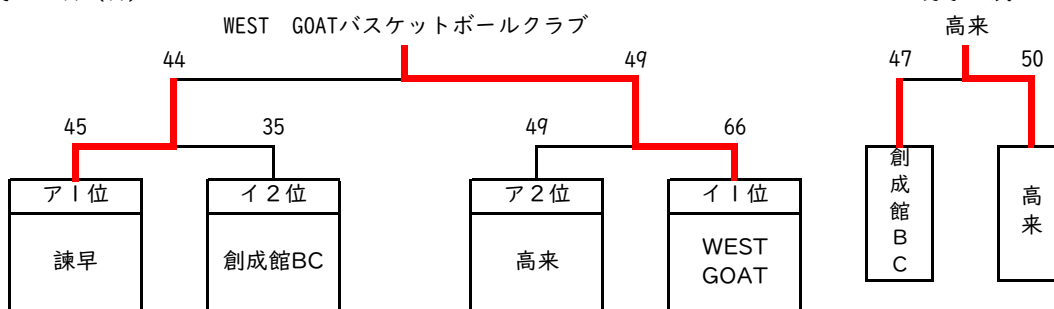 WEST GOATバスケットボールクラブ
高来
44
49
47
50
45
35
49
66
ア1位
イ2位
ア2位
イ1位
諫早
創成館BC
高来
WEST
GOAT
創成館BC
高来